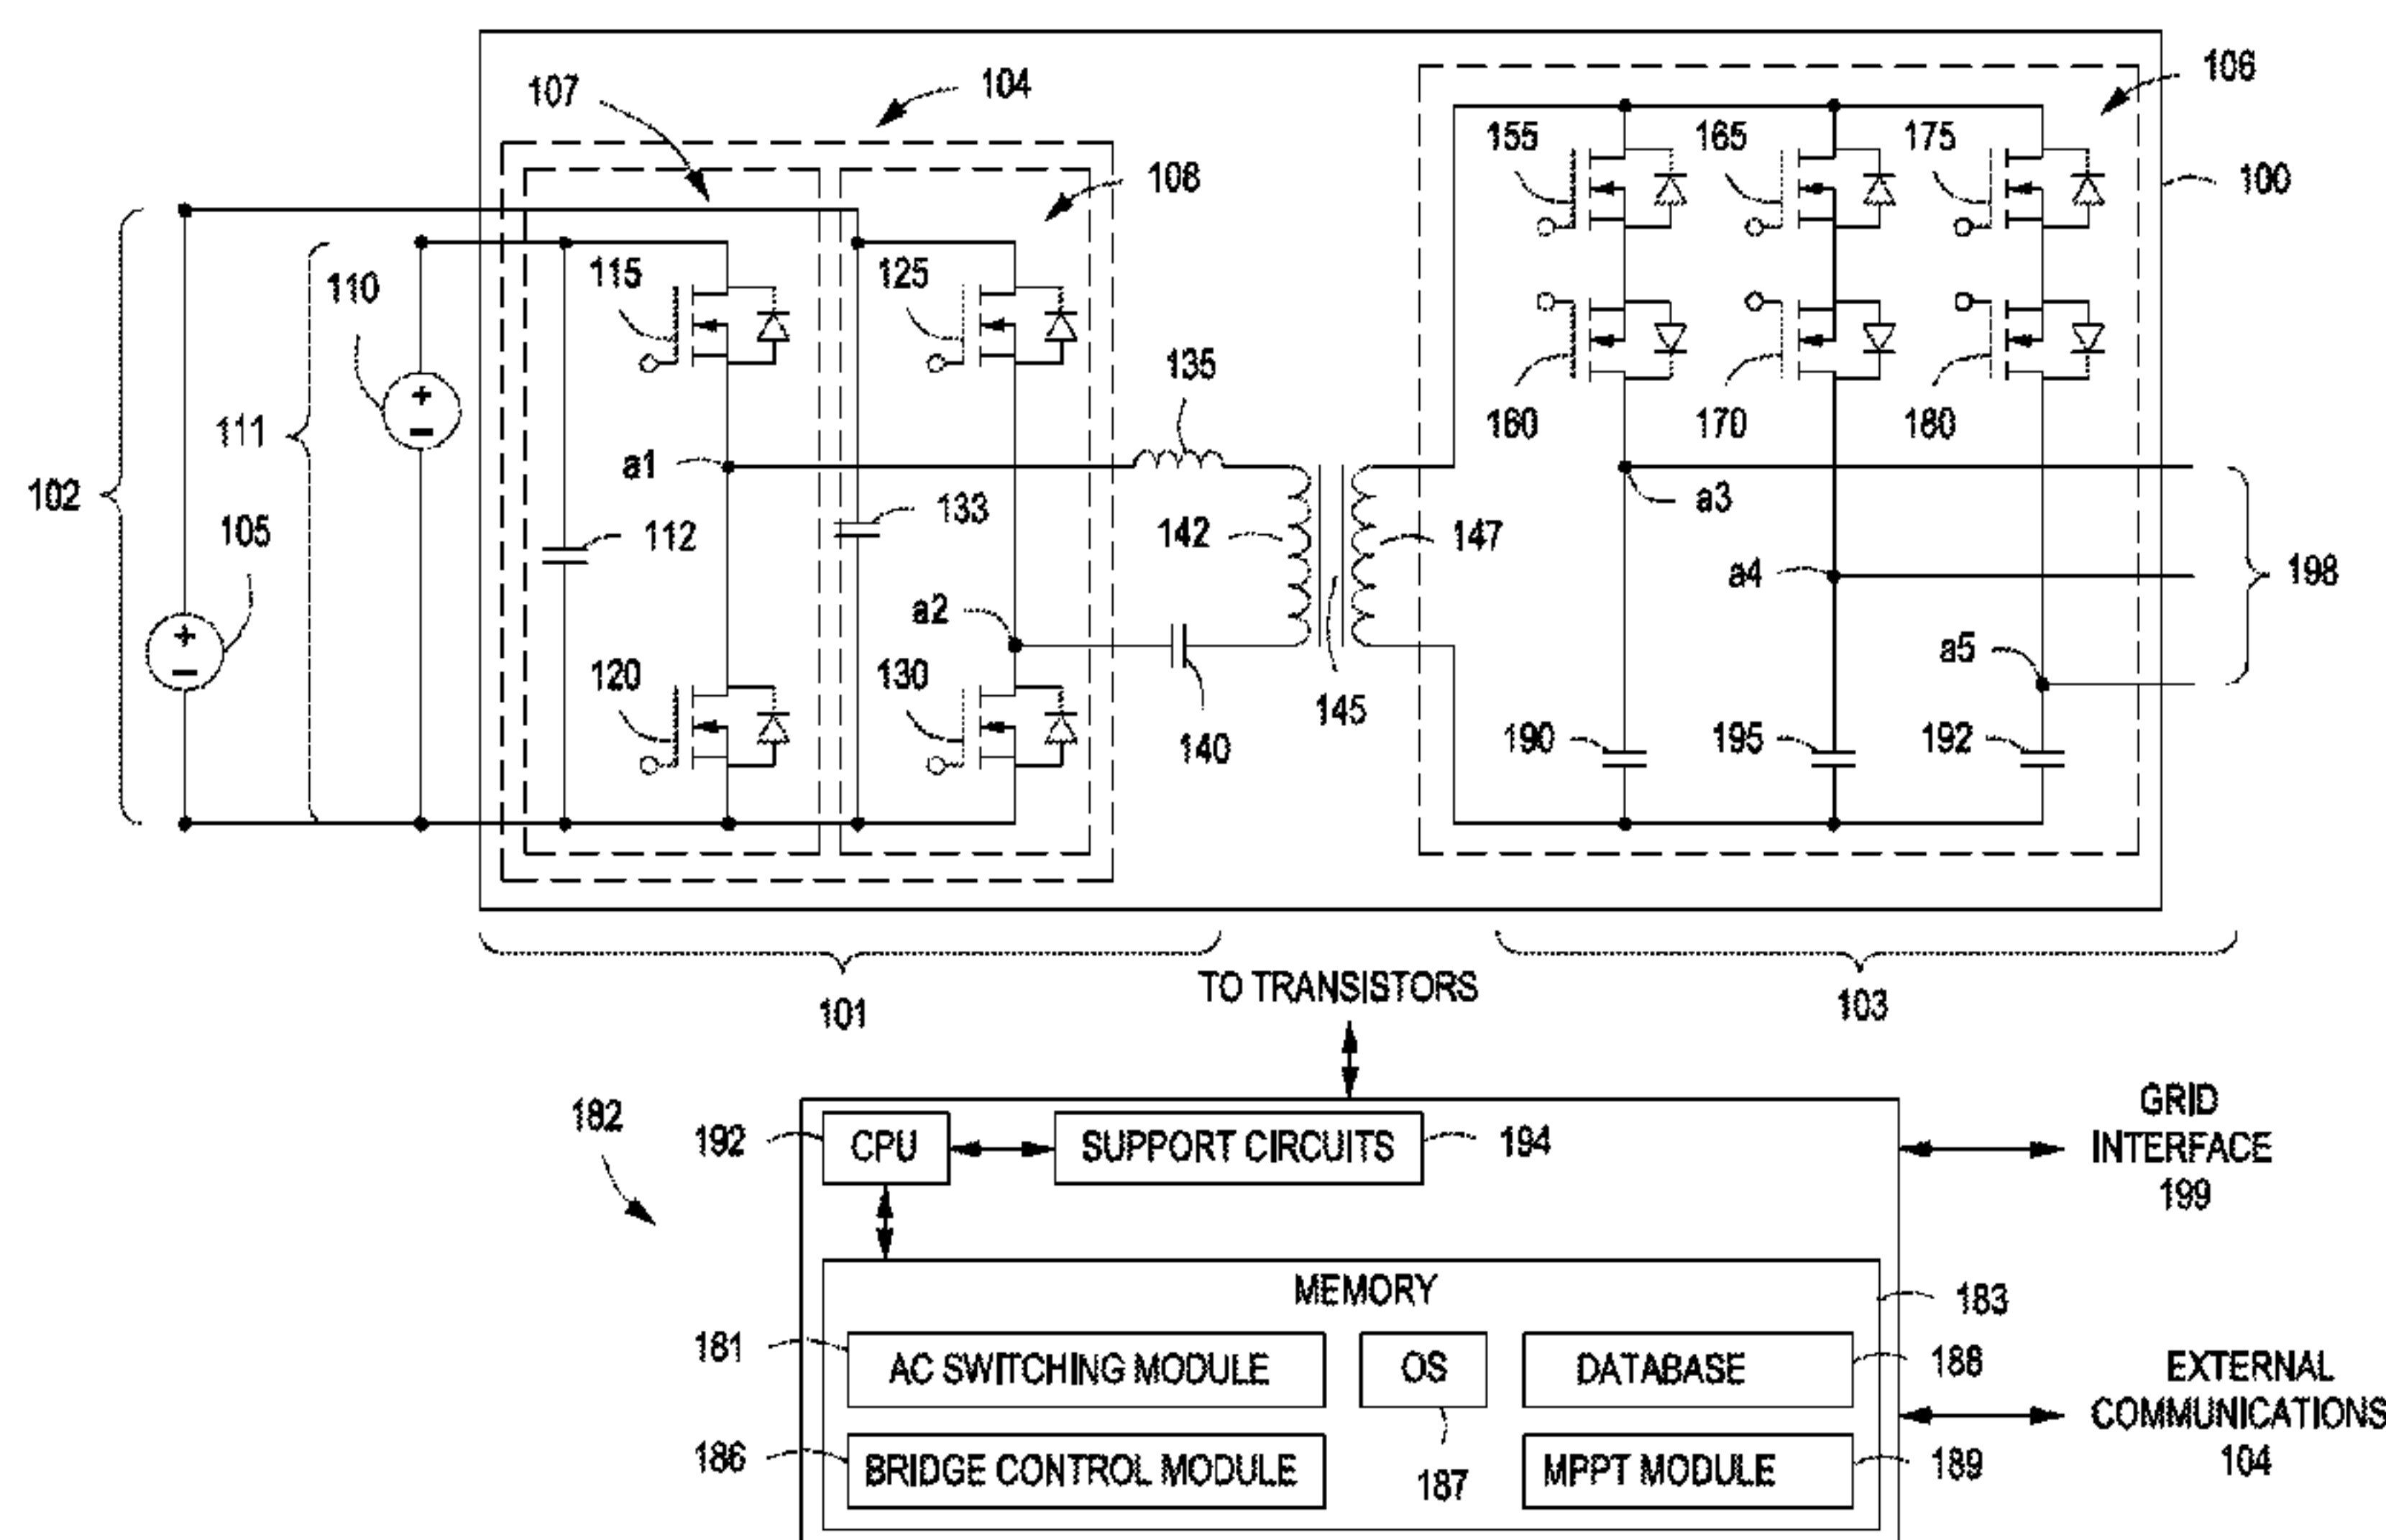 104
107
106
155
165
175
108
100
115
125
110
135
111
160
170
180
a1
a3
102
133
105
112
142
147
a4
198
a2
a5
120
130
145
190
195
192
140
TO TRANSISTORS
101
103
182
192
CPU
SUPPORT CIRCUITS
194
GRID
INTERFACE
199
MEMORY
183
181
AC SWITCHING MODULE
OS
DATABASE
188
EXTERNAL
COMMUNICATIONS
104
186
BRIDGE CONTROL MODULE
187
MPPT MODULE
189